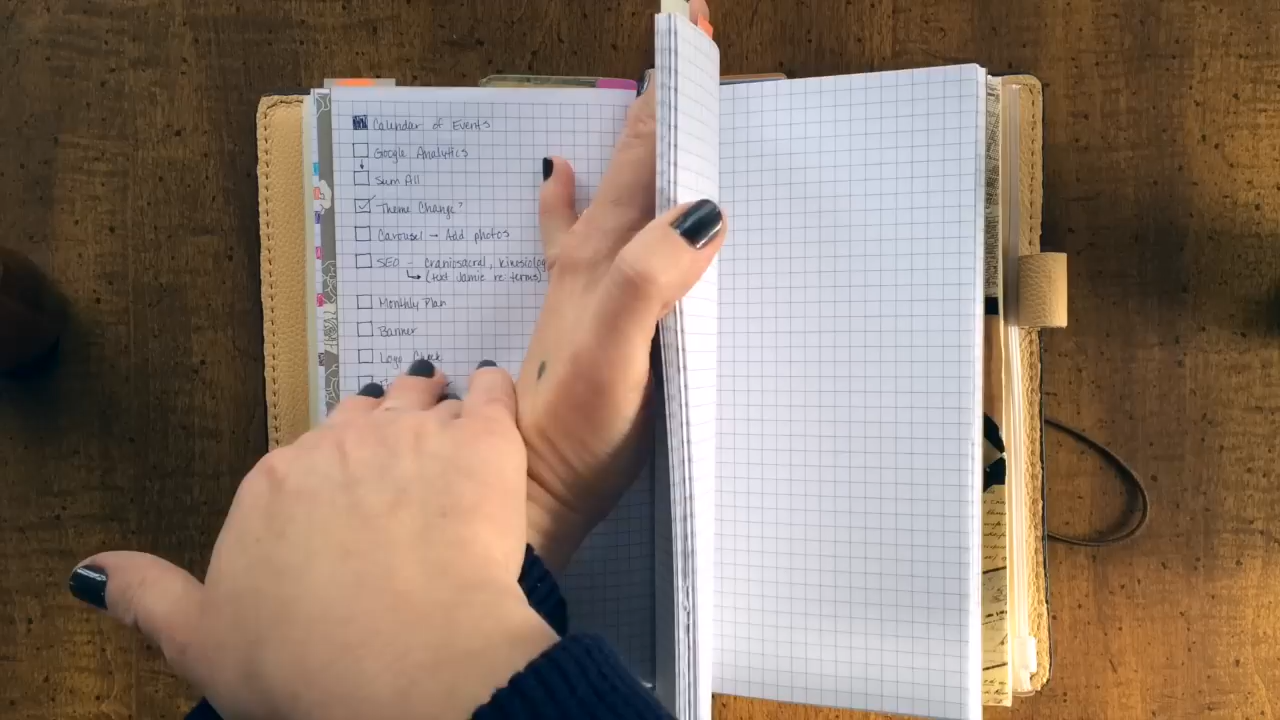 Calendar of Events
Google Analytics
Sum All
Theme Change?
Carousel → Add photos
SEO - Craniosacral, kinesiology
(text Jamie re: terms)
Monthly Plan
Banner
Logo Check